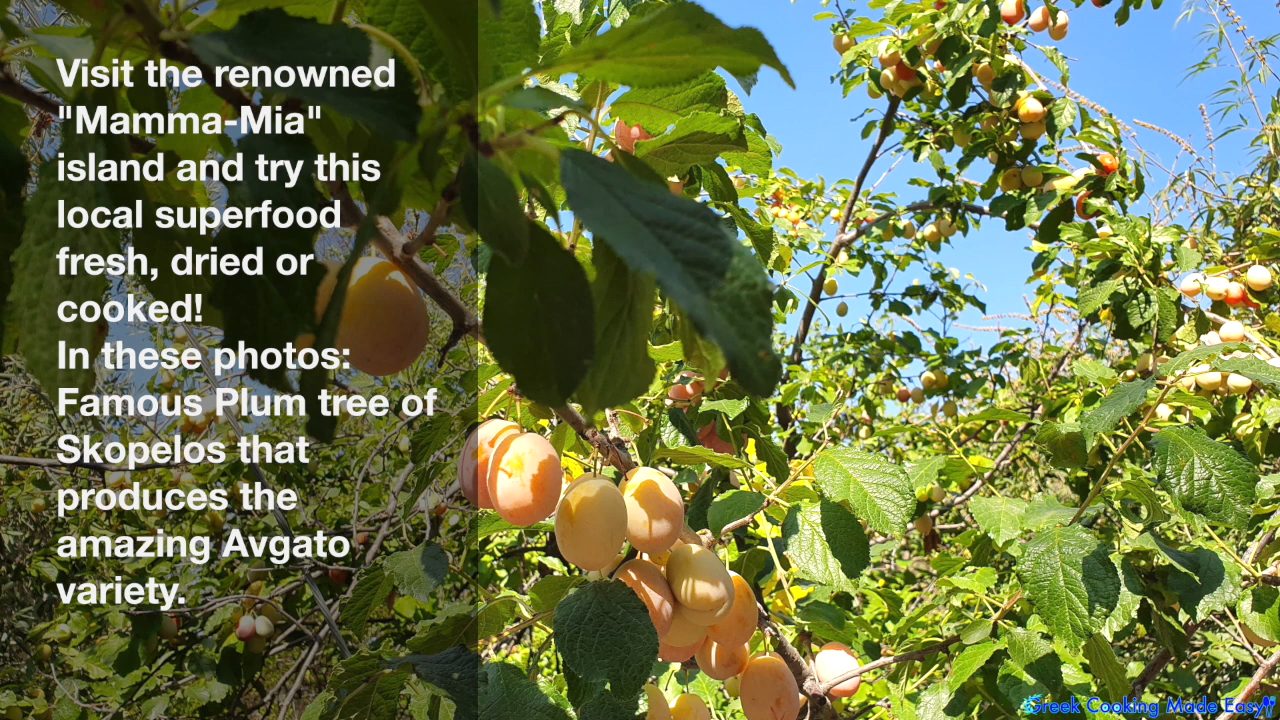 Visit the renowned
"Mamma-Mia"
island and try this
local superfood
fresh, dried or
cooked!
In these photos:
Famous Plum tree of
Skopelos that
produces the
amazing Avgato
variety.
Greek Cooking Made Easy